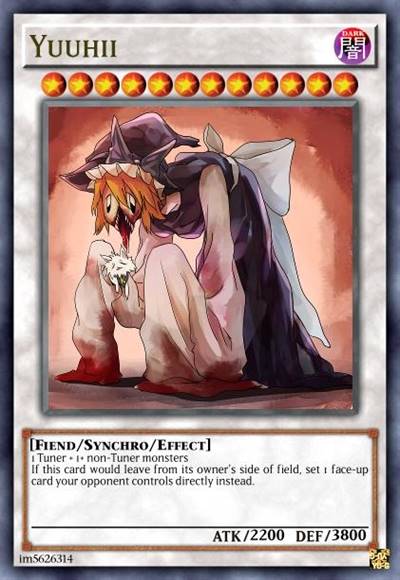 YUUHII
DARK
闇
[FIEND/SYNCHRO/EFFECT]
1 Tuner + 1+ non-Tuner monsters
If this card would leave from its owner's side of field, set 1 face-up
card your opponent controls directly instead.
ATK/2200 DEF/3800
im5626314